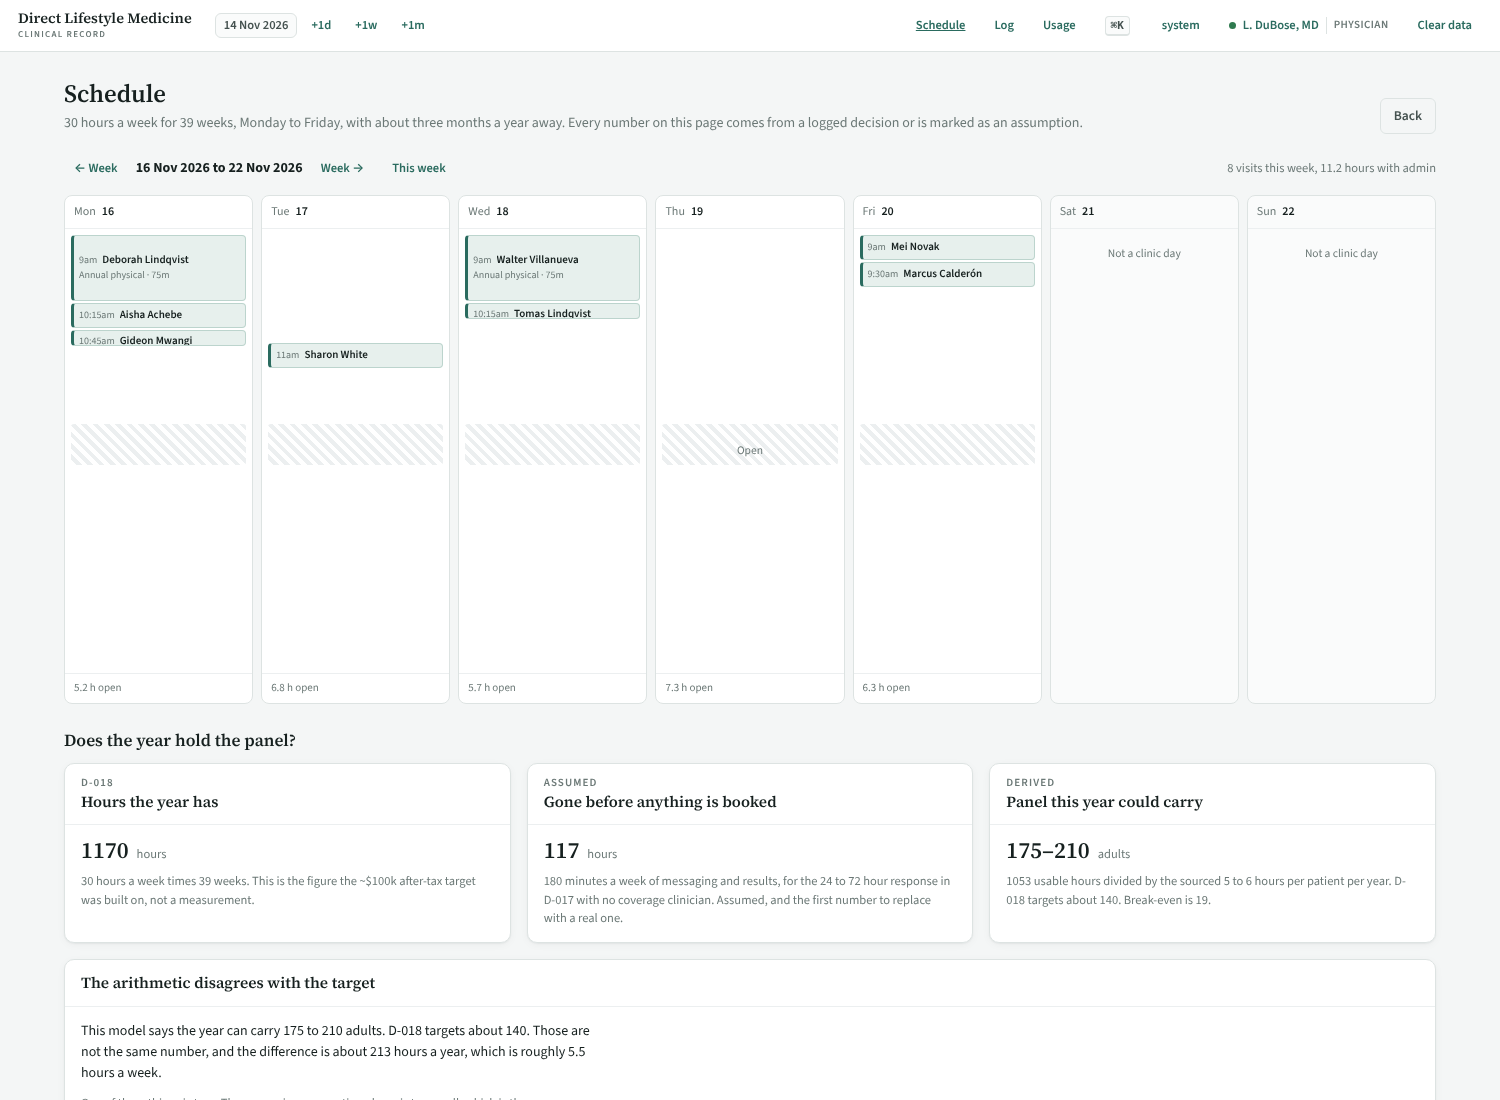 Direct Lifestyle Medicine
CLINICAL RECORD
14 Nov 2026 +1d +1w +1m
Schedule Log Usage ⌘K system L. DuBose, MD PHYSICIAN Clear data
Schedule
30 hours a week for 39 weeks, Monday to Friday, with about three months a year away. Every number on this page comes from a logged decision or is marked as an assumption.
Back
← Week 16 Nov 2026 to 22 Nov 2026 Week → This week
8 visits this week, 11.2 hours with admin
Mon 16
9am Deborah Lindqvist
Annual physical · 75m
10:15am Aisha Achebe
10:45am Gideon Mwangi
5.2 h open
Tue 17
11am Sharon White
6.8 h open
Wed 18
9am Walter Villanueva
Annual physical · 75m
10:15am Tomas Lindqvist
5.7 h open
Thu 19
Open
7.3 h open
Fri 20
9am Mei Novak
9:30am Marcus Calderón
6.3 h open
Sat 21
Not a clinic day
Sun 22
Not a clinic day
Does the year hold the panel?
D-018
Hours the year has
1170 hours
30 hours a week times 39 weeks. This is the figure the ~$100k after-tax target
was built on, not a measurement.
ASSUMED
Gone before anything is booked
117 hours
180 minutes a week of messaging and results, for the 24 to 72 hour response in
D-017 with no coverage clinician. Assumed, and the first number to replace
with a real one.
DERIVED
Panel this year could carry
175–210 adults
1053 usable hours divided by the sourced 5 to 6 hours per patient per year. D-
018 targets about 140. Break-even is 19.
The arithmetic disagrees with the target
This model says the year can carry 175 to 210 adults. D-018 targets about 140. Those are
not the same number, and the difference is about 213 hours a year, which is roughly 5.5
hours a week.